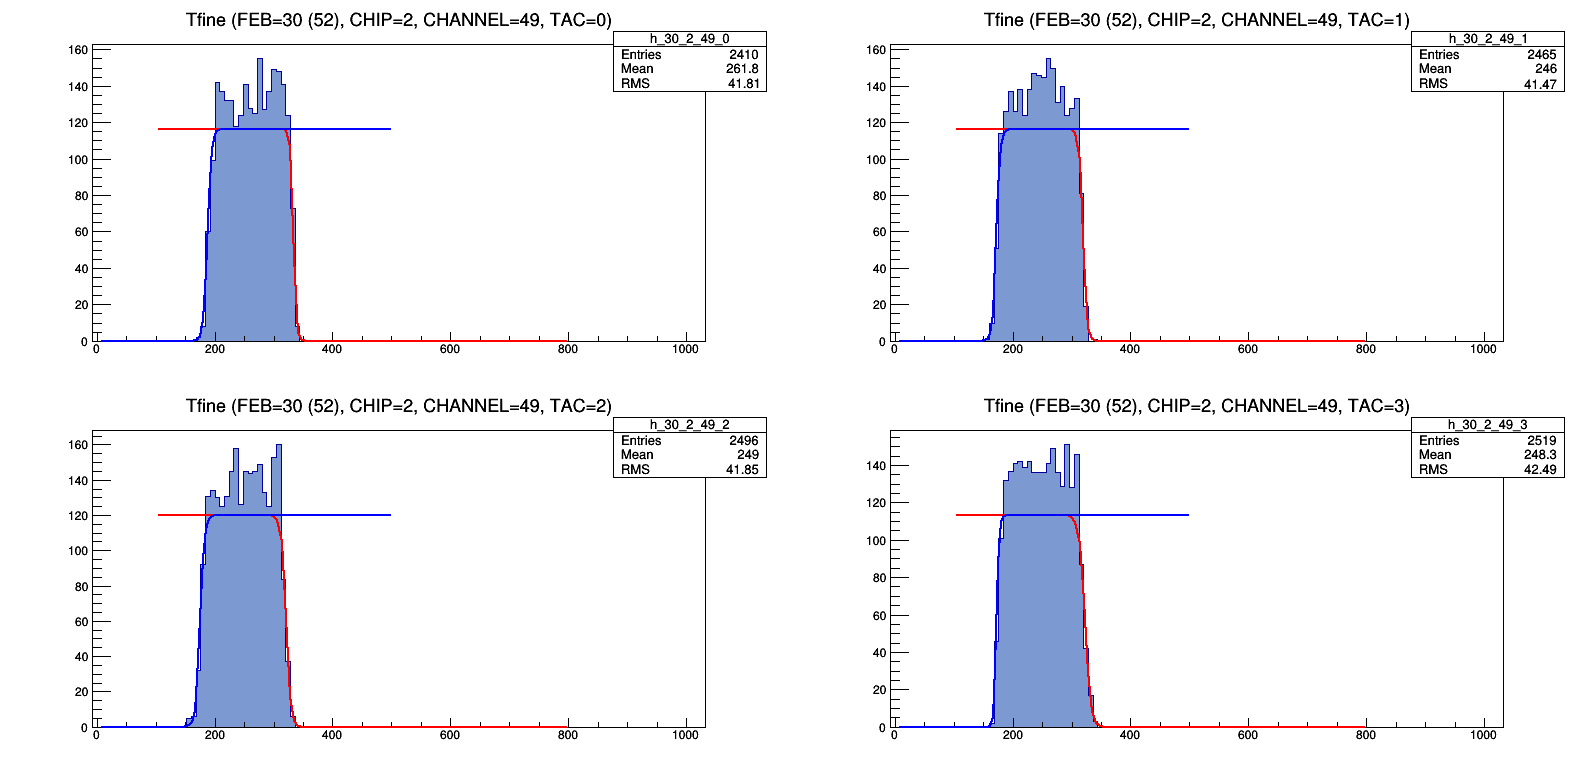 Tfine (FEB=30 (52), CHIP=2, CHANNEL=49, TAC=0)
h_30_2_49_0
Entries 2410
Mean 261.8
RMS 41.81
160
140
120
100
80
60
40
20
0
0 200 400 600 800 1000
Tfine (FEB=30 (52), CHIP=2, CHANNEL=49, TAC=1)
h_30_2_49_1
Entries 2465
Mean 246
RMS 41.47
160
140
120
100
80
60
40
20
0
0 200 400 600 800 1000
Tfine (FEB=30 (52), CHIP=2, CHANNEL=49, TAC=2)
h_30_2_49_2
Entries 2496
Mean 249
RMS 41.85
160
140
120
100
80
60
40
20
0
0 200 400 600 800 1000
Tfine (FEB=30 (52), CHIP=2, CHANNEL=49, TAC=3)
h_30_2_49_3
Entries 2519
Mean 248.3
RMS 42.49
140
120
100
80
60
40
20
0
0 200 400 600 800 1000